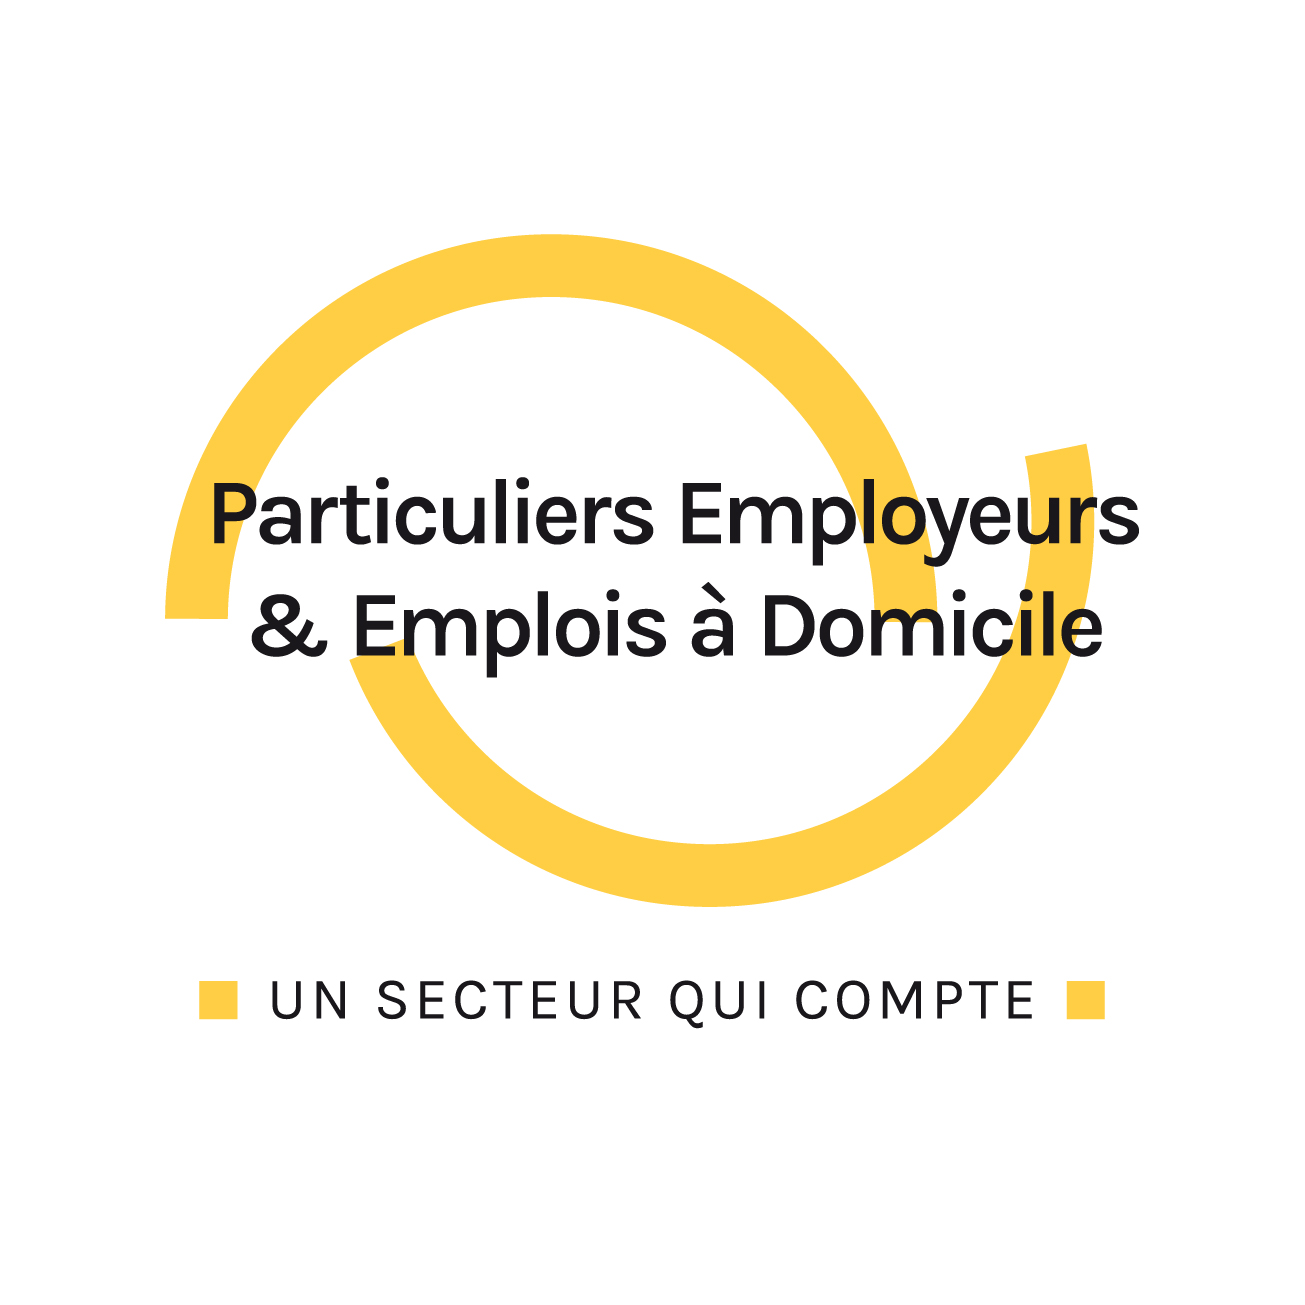 Particuliers Employeurs
& Emplois à Domicile
UN SECTEUR QUI COMPTE